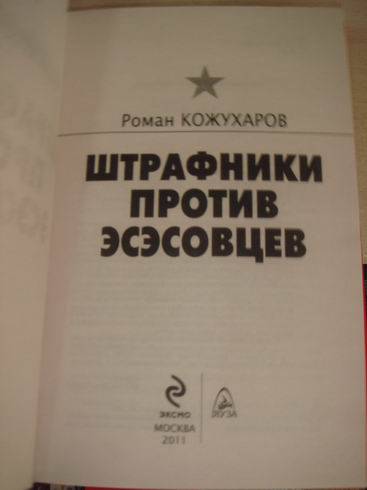 Роман КОЖУХАРОВ
ШТРАФНИКИ
ПРОТИВ
ЭСЭСОВЦЕВ
ЭКСМО
ЯУЗА
МОСКВА
2011